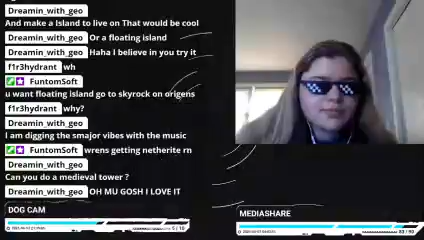 Dreamin_with_geo
And make a Island to live on That would be cool
Dreamin_with_geo Or a floating island
Dreamin_with_geo Haha I believe in you try it
f1r3hydrant wh
FuntomSoft
u want floating island go to skyrock on origens
f1r3hydrant why?
Dreamin_with_geo
I am digging the smajor vibes with the music
FuntomSoft wrens getting netherite rn
Dreamin_with_geo
Can you do a medieval tower ?
Dreamin_with_geo OH MU GOSH I LOVE IT
DOG CAM
5 / 10
MEDIASHARE